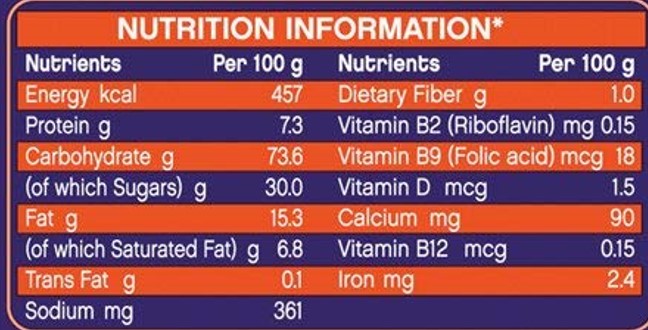 NUTRITION INFORMATION*
Nutrients Per 100 g Nutrients Per 100 g
Energy kcal 457 Dietary Fiber g 1.0
Protein g 7.3 Vitamin B2 (Riboflavin) mg 0.15
Carbohydrate g 73.6 Vitamin B9 (Folic acid) mcg 18
(of which Sugars) g 30.0 Vitamin D mcg 1.5
Fat g 15.3 Calcium mg 90
(of which Saturated Fat) g 6.8 Vitamin B12 mcg 0.15
Trans Fat g 0.1 Iron mg 2.4
Sodium mg 361